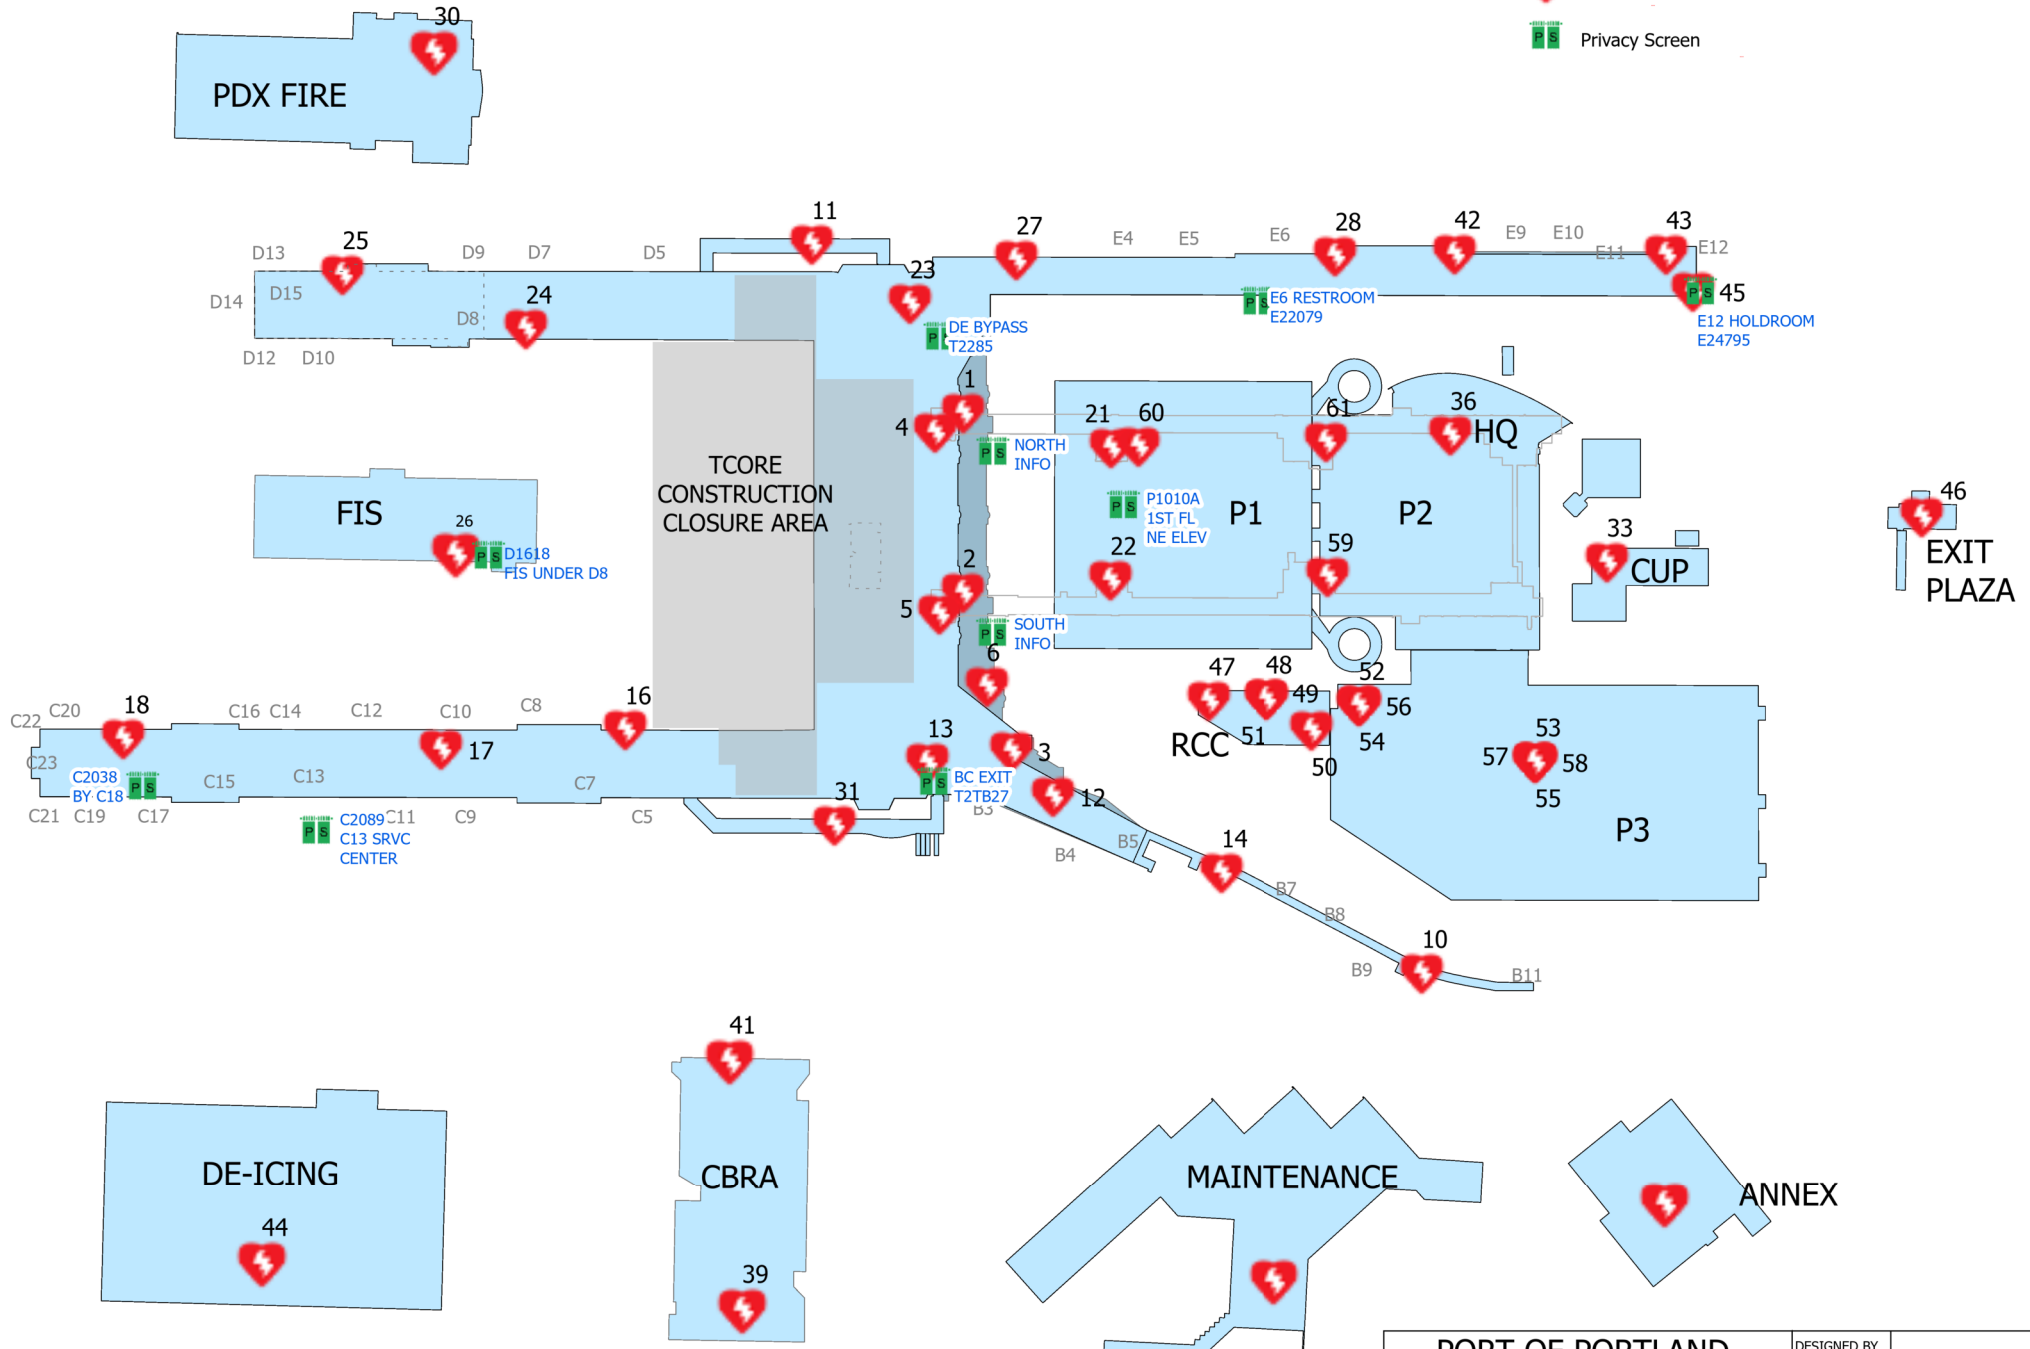 30
Privacy Screen
PDX FIRE
11
27
28
42
43
25
D13
D9
D7
D5
E4
E5
E6
E9
E10
E11
E12
23
24
D15
D14
D8
45
DE BYPASS
T2285
E6 RESTROOM
E22079
E12 HOLDROOM
E24795
D12
D10
1
4
21
60
61
36
HQ
NORTH
INFO
TCORE
CONSTRUCTION
CLOSURE AREA
P1010A
1ST FL
NE ELEV
P1
P2
FIS
26
D1618
FIS UNDER D8
46
EXIT
PLAZA
33
CUP
2
5
22
59
SOUTH
INFO
6
47
48
49
52
56
51
54
50
RCC
53
57
58
55
P3
C22
C20
18
C16
C14
C12
C10
C8
16
17
13
3
C23
C2038
BY C18
C15
C13
C7
BC EXIT
T2TB27
12
31
B3
C21
C19
C17
C2089
C13 SRVC
CENTER
C11
C9
C5
B5
B4
14
B7
B8
10
B9
B11
41
DE-ICING
CBRA
MAINTENANCE
ANNEX
44
39
PORT OF PORTLAND
DESIGNED BY